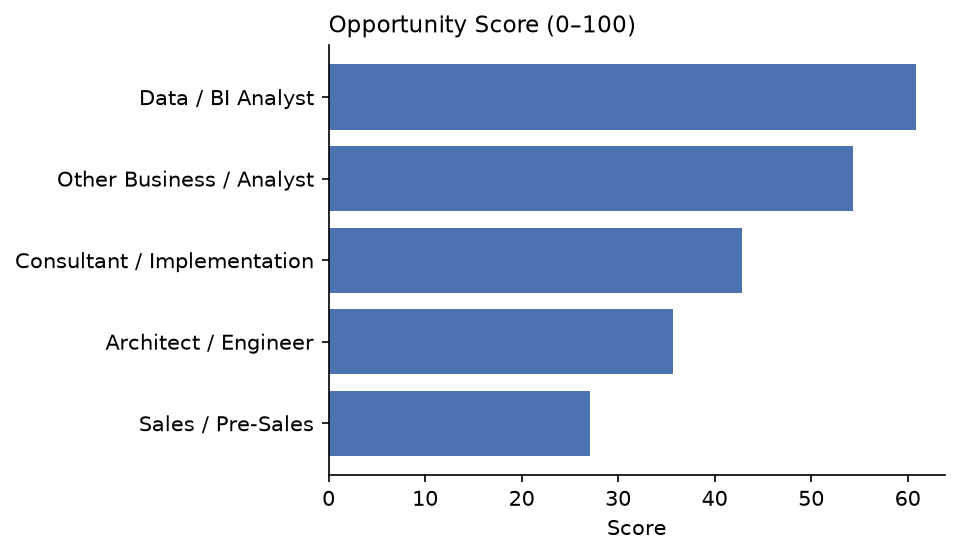 Opportunity Score (0–100)
Data / BI Analyst
Other Business / Analyst
Consultant / Implementation
Architect / Engineer
Sales / Pre-Sales
0 10 20 30 40 50 60
Score